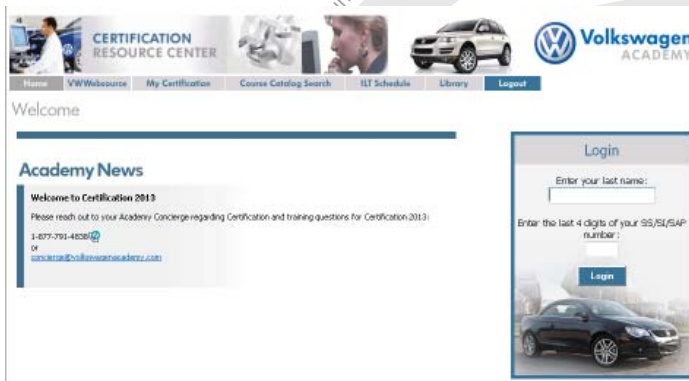 CERTIFICATION
RESOURCE CENTER
Volkswagen
ACADEMY
Home VWWebsource My Certification Course Catalog Search ILT Schedule Library Logout
Welcome
Academy News
Welcome to Certification 2013
Please reach out to your Academy Concierge regarding Certification and training questions for Certification 2013:
1-877-791-4838
or
concierge@volkswagenacademy.com
Login
Enter your last name:
Enter the last 4 digits of your SS/SI/SAP
number:
Login